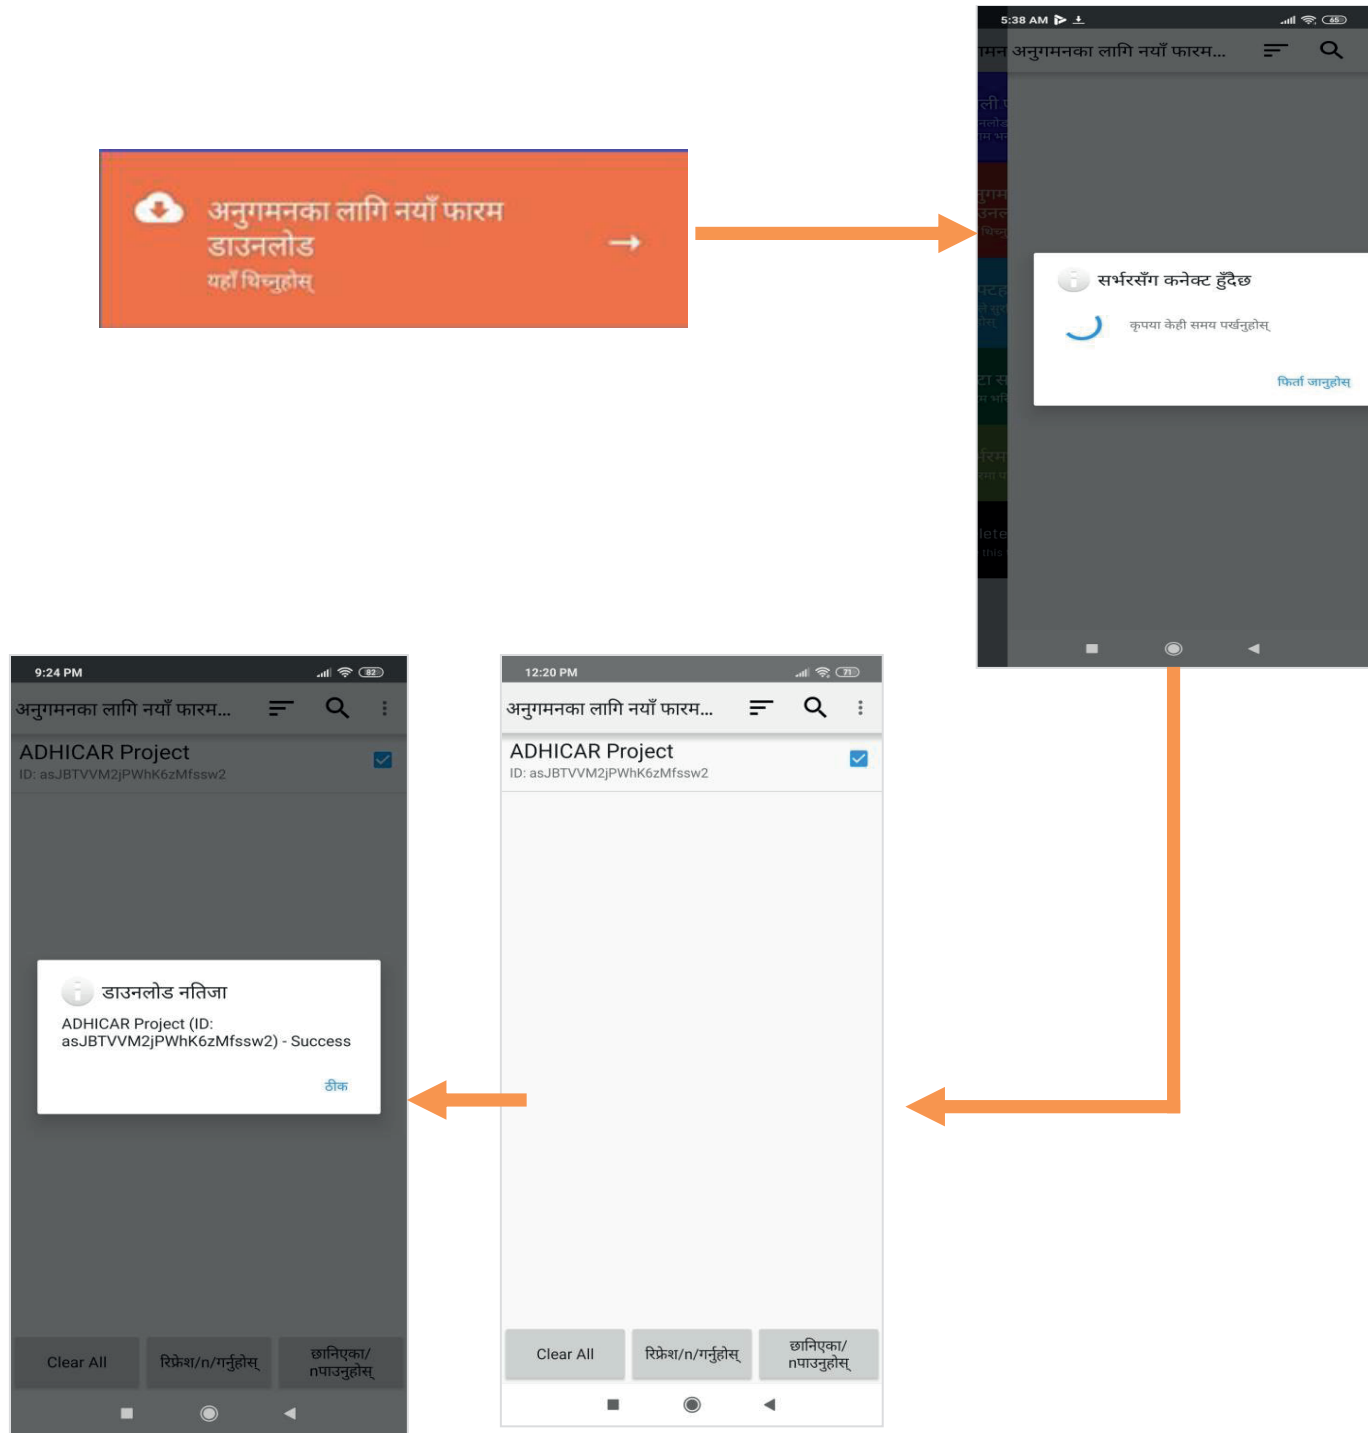 अनुगमनका लागि नयाँ फारम
डाउनलोड
यहाँ थिच्नुहोस्
→
5:38 AM
65
अनुगमनका लागि नयाँ फारम...
सर्भरसँग कनेक्ट हुँदैछ
कृपया केही समय पर्खनुहोस्
फिर्ता जानुहोस्
9:24 PM
82
अनुगमनका लागि नयाँ फारम...
ADHICAR Project
ID: asJBTVVM2jPWhK6zMfssw2
डाउनलोड नतिजा
ADHICAR Project (ID:
asJBTVVM2jPWhK6zMfssw2) - Success
ठीक
Clear All
रिफ्रेश/n/गर्नुहोस्
छानिएका/
nपाउनुहोस्
12:20 PM
71
अनुगमनका लागि नयाँ फारम...
ADHICAR Project
ID: asJBTVVM2jPWhK6zMfssw2
Clear All
रिफ्रेश/n/गर्नुहोस्
छानिएका/
nपाउनुहोस्